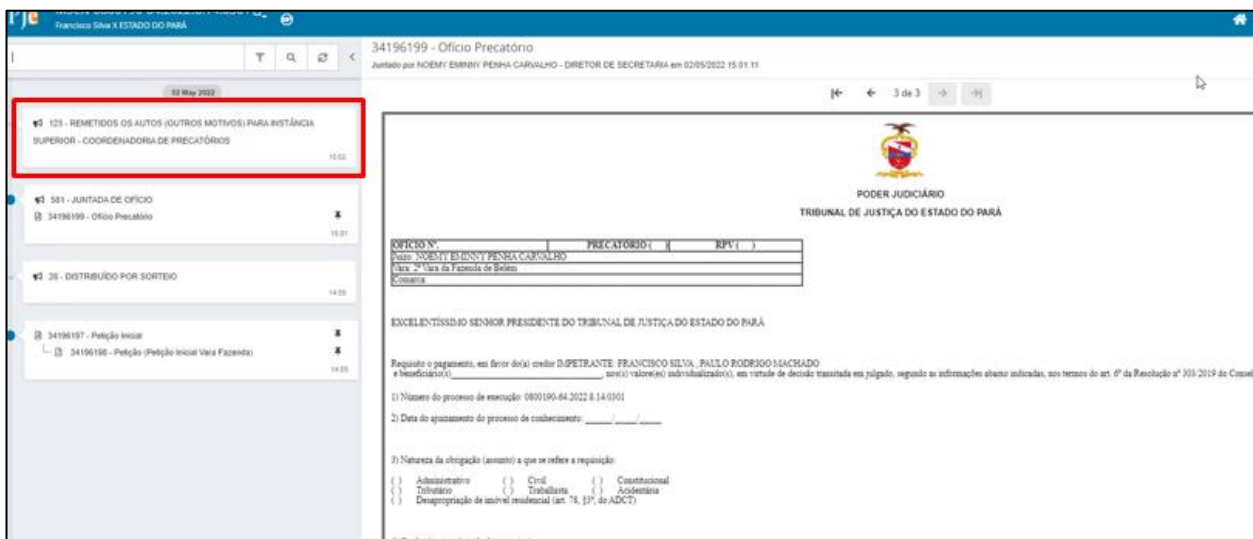 PJe
Francisco Silva X ESTADO DO PARÁ
02 May 2022
123 - REMETIDOS OS AUTOS (OUTROS MOTIVOS) PARA INSTÂNCIA
SUPERIOR - COORDENADORIA DE PRECATÓRIOS
15:02
581 - JUNTADA DE OFÍCIO
34196199 - Ofício Precatório
15:01
26 - DISTRIBUÍDO POR SORTEIO
34196197 - Petição Inicial
34196198 - Petição (Petição Inicial Vara Fazenda)
34196199 - Ofício Precatório
Juntado por NOEMY EMINNY PENHA CARVALHO - DIRETOR DE SECRETARIA em 02/05/2022 15:01:11
3 de 3
PODER JUDICIÁRIO
TRIBUNAL DE JUSTIÇA DO ESTADO DO PARÁ
OFÍCIO Nº. PRECATÓRIO ( ) RPV ( )
Juízo: NOEMY EMINNY PENHA CARVALHO
Vara: 2ª Vara da Fazenda de Belém
Comarca:
EXCELENTÍSSIMO SENHOR PRESIDENTE DO TRIBUNAL DE JUSTIÇA DO ESTADO DO PARÁ
Requisito o pagamento, em favor do(a) credor IMPETRANTE: FRANCISCO SILVA , PAULO RODRIGO MACHADO
e beneficiário(s)____________________, no(s) valore(es) individualizado(s), em virtude de decisão transitada em julgado, segundo as informações abaixo indicadas, nos termos do art. 6º da Resolução nº 303/2019 do Consel
1) Número do processo de execução: 0800190-64.2022.8.14.0301
2) Data do ajuizamento do processo de conhecimento: _____/____/_____
3) Natureza da obrigação (assunto) a que se refere a requisição:
( ) Administrativo ( ) Civil ( ) Constitucional
( ) Tributário ( ) Trabalhista ( ) Acidentária
( ) Desapropriação de imóvel residencial (art. 78, §3º, do ADCT)